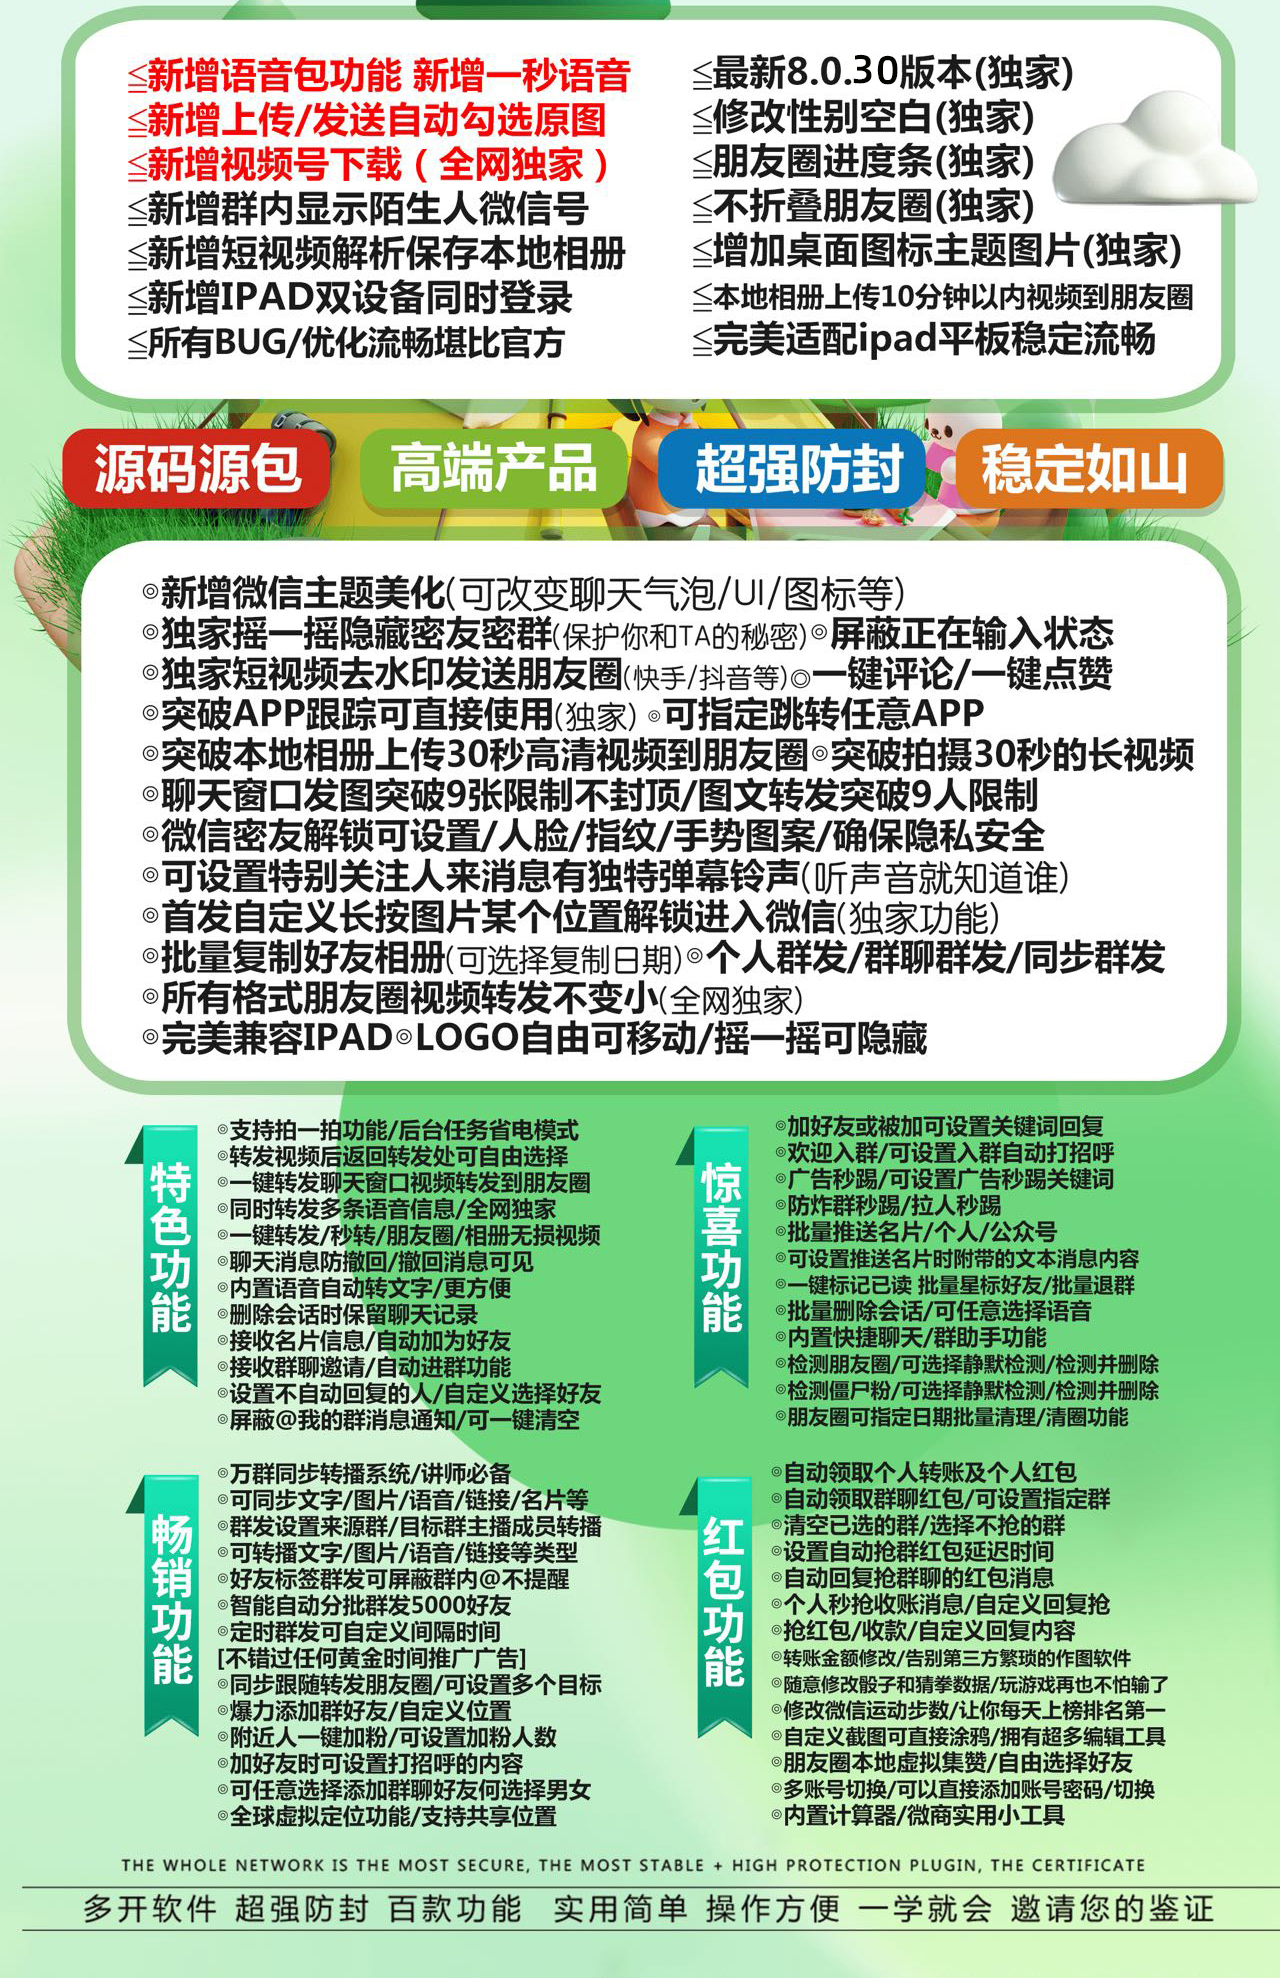 ≦新增语音包功能 新增一秒语音
≦新增上传/发送自动勾选原图
≦新增视频号下载（全网独家）
≦新增群内显示陌生人微信号
≦新增短视频解析保存本地相册
≦新增IPAD双设备同时登录
≦所有BUG/优化流畅堪比官方
≦最新8.0.30版本(独家)
≦修改性别空白(独家)
≦朋友圈进度条(独家)
≦不折叠朋友圈(独家)
≦增加桌面图标主题图片(独家)
≦本地相册上传10分钟以内视频到朋友圈
≦完美适配ipad平板稳定流畅
源码源包
高端产品
超强防封
稳定如山
◎新增微信主题美化(可改变聊天气泡/UI/图标等)
◎独家摇一摇隐藏密友密群(保护你和TA的秘密)◎屏蔽正在输入状态
◎独家短视频去水印发送朋友圈(快手/抖音等)◎一键评论/一键点赞
◎突破APP跟踪可直接使用(独家) ◎可指定跳转任意APP
◎突破本地相册上传30秒高清视频到朋友圈◎突破拍摄30秒的长视频
◎聊天窗口发图突破9张限制不封顶/图文转发突破9人限制
◎微信密友解锁可设置/人脸/指纹/手势图案/确保隐私安全
◎可设置特别关注人来消息有独特弹幕铃声(听声音就知道谁)
◎首发自定义长按图片某个位置解锁进入微信(独家功能)
◎批量复制好友相册(可选择复制日期)◎个人群发/群聊群发/同步群发
◎所有格式朋友圈视频转发不变小(全网独家)
◎完美兼容IPAD◎LOGO自由可移动/摇一摇可隐藏
特色功能
◎支持拍一拍功能/后台任务省电模式
◎转发视频后返回转发处可自由选择
◎一键转发聊天窗口视频转发到朋友圈
◎同时转发多条语音信息/全网独家
◎一键转发/秒转/朋友圈/相册无损视频
◎聊天消息防撤回/撤回消息可见
◎内置语音自动转文字/更方便
◎删除会话时保留聊天记录
◎接收名片信息/自动加为好友
◎接收群聊邀请/自动进群功能
◎设置不自动回复的人/自定义选择好友
◎屏蔽@我的群消息通知/可一键清空
惊喜功能
◎加好友或被加可设置关键词回复
◎欢迎入群/可设置入群自动打招呼
◎广告秒踢/可设置广告秒踢关键词
◎防炸群秒踢/拉人秒踢
◎批量推送名片/个人/公众号
◎可设置推送名片时附带的文本消息内容
◎一键标记已读 批量星标好友/批量退群
◎批量删除会话/可任意选择语音
◎内置快捷聊天/群助手功能
◎检测朋友圈/可选择静默检测/检测并删除
◎检测僵尸粉/可选择静默检测/检测并删除
◎朋友圈可指定日期批量清理/清圈功能
畅销功能
◎万群同步转播系统/讲师必备
◎可同步文字/图片/语音/链接/名片等
◎群发设置来源群/目标群主播成员转播
◎可转播文字/图片/语音/链接等类型
◎好友标签群发可屏蔽群内@不提醒
◎智能自动分批群发5000好友
◎定时群发可自定义间隔时间
[不错过任何黄金时间推广广告]
◎同步跟随转发朋友圈/可设置多个目标
◎爆力添加群好友/自定义位置
◎附近人一键加粉/可设置加粉人数
◎加好友时可设置打招呼的内容
◎可任意选择添加群聊好友何选择男女
◎全球虚拟定位功能/支持共享位置
红包功能
◎自动领取个人转账及个人红包
◎自动领取群聊红包/可设置指定群
◎清空已选的群/选择不抢的群
◎设置自动抢群红包延迟时间
◎自动回复抢群聊的红包消息
◎个人秒抢收账消息/自定义回复抢
◎抢红包/收款/自定义回复内容
◎转账金额修改/告别第三方繁琐的作图软件
◎随意修改骰子和猜拳数据/玩游戏再也不怕输了
◎修改微信运动步数/让你每天上榜排名第一
◎自定义截图可直接涂鸦/拥有超多编辑工具
◎朋友圈本地虚拟集赞/自由选择好友
◎多账号切换/可以直接添加账号密码/切换
◎内置计算器/微商实用小工具
THE WHOLE NETWORK IS THE MOST SECURE, THE MOST STABLE + HIGH PROTECTION PLUGIN, THE CERTIFICATE
多开软件 超强防封 百款功能 实用简单 操作方便 一学就会 邀请您的鉴证